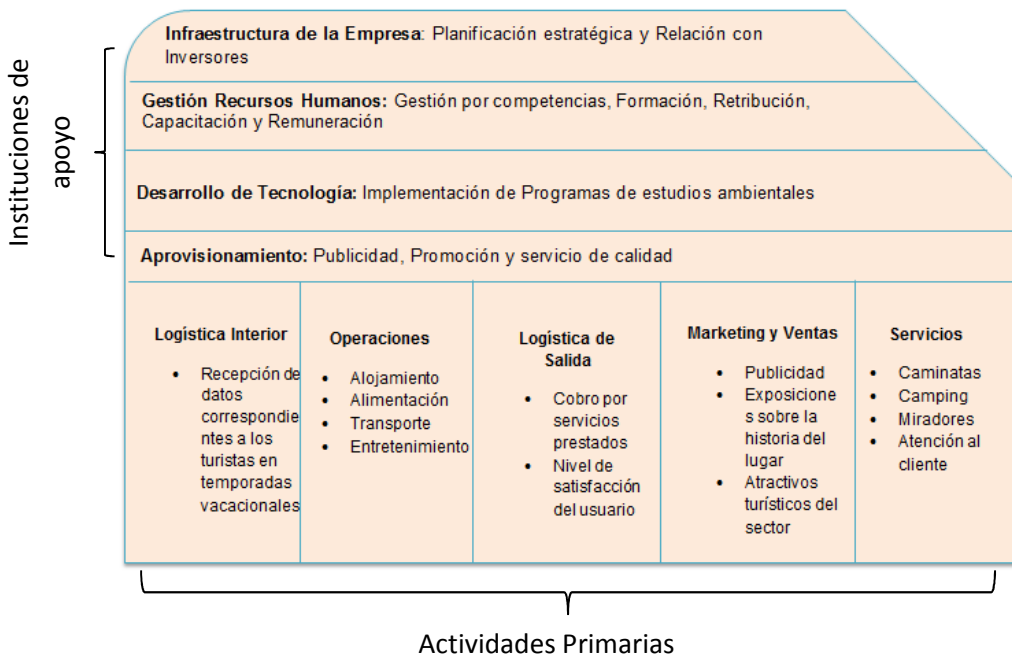 Instituciones de
apoyo
Infraestructura de la Empresa: Planificación estratégica y Relación con
Inversores
Gestión Recursos Humanos: Gestión por competencias, Formación, Retribución,
Capacitación y Remuneración
Desarrollo de Tecnología: Implementación de Programas de estudios ambientales
Aprovisionamiento: Publicidad, Promoción y servicio de calidad
Logística Interior
• Recepción de
datos
correspondie
ntes a los
turistas en
temporadas
vacacionales
Operaciones
• Alojamiento
• Alimentación
• Transporte
• Entretenimiento
Logística de
Salida
• Cobro por
servicios
prestados
• Nivel de
satisfacción
del usuario
Marketing y Ventas
• Publicidad
• Exposicione
s sobre la
historia del
lugar
• Atractivos
turísticos del
sector
Servicios
• Caminatas
• Camping
• Miradores
• Atención al
cliente
Actividades Primarias